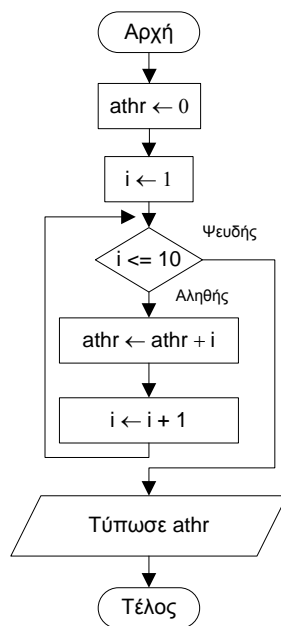 Αρχή
athr ← 0
i ← 1
Ψευδής
i <= 10
Αληθής
athr ← athr + i
i ← i + 1
Τύπωσε athr
Τέλος